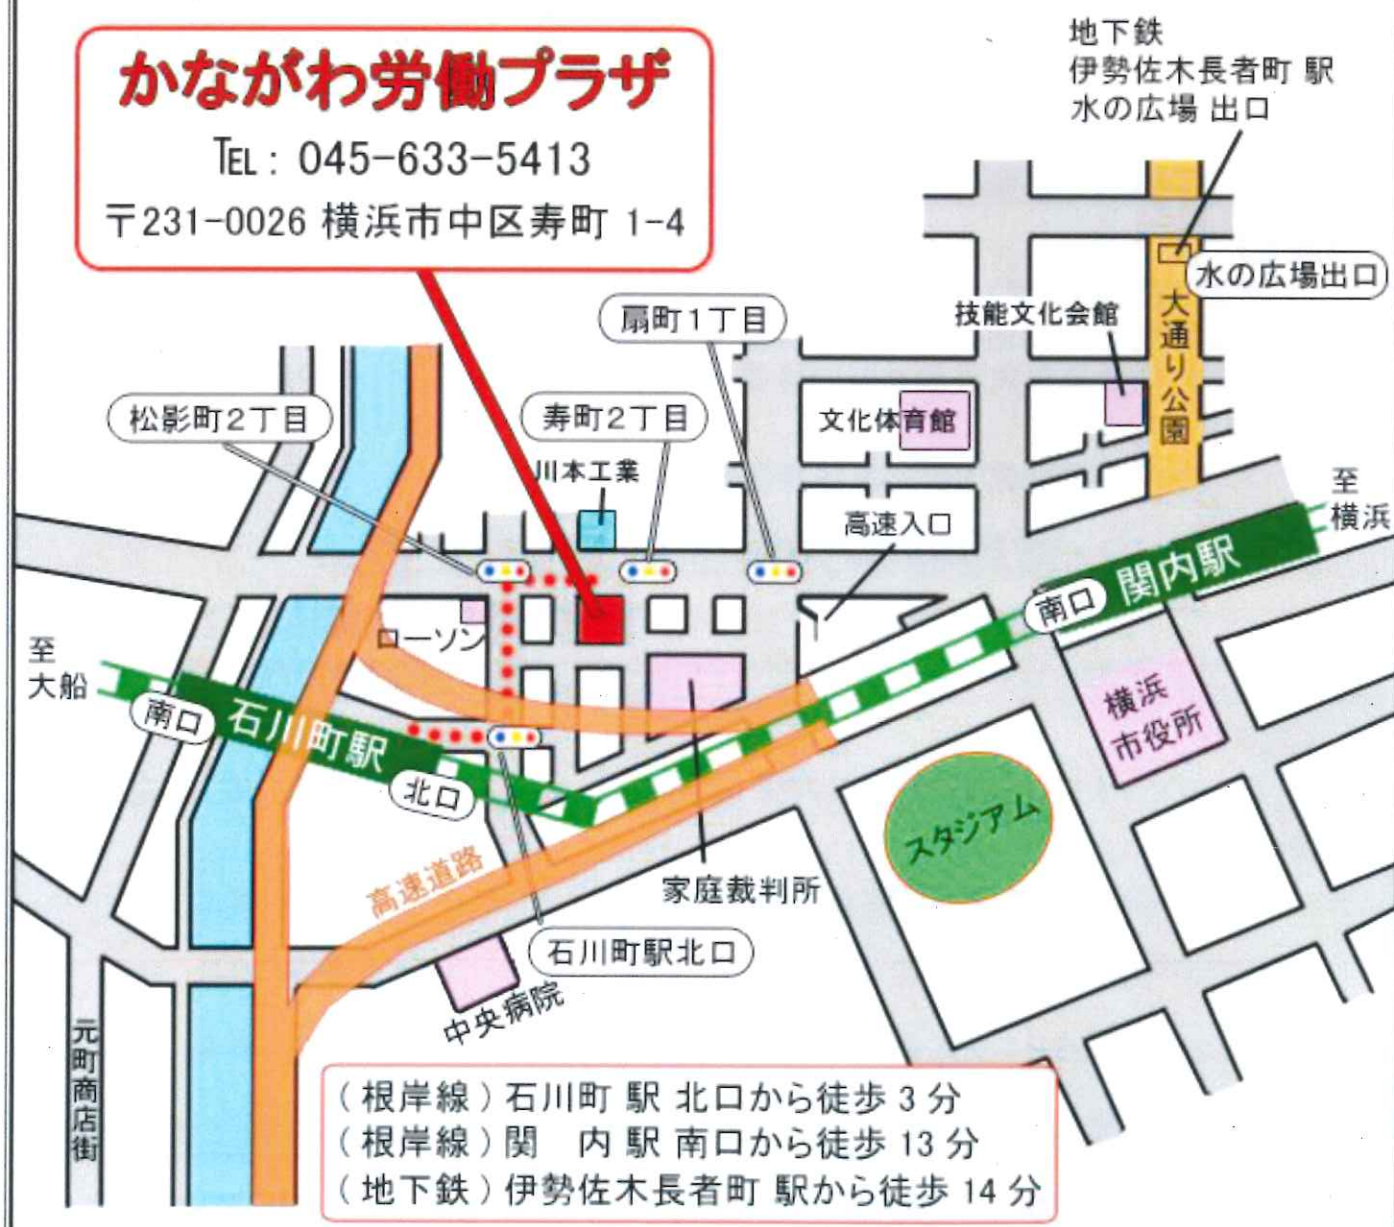 かながわ労働プラザ
TEL: 045-633-5413
〒231-0026 横浜市中区寿町 1-4
地下鉄
伊勢佐木長者町 駅
水の広場 出口
水の広場出口
大通り公園
技能文化会館
扇町1丁目
松影町2丁目
寿町2丁目
川本工業
文化体育館
高速入口
至
横浜
関内駅
南口
ローソン
至
大船
南口
石川町駅
北口
横浜
市役所
スタジアム
高速道路
家庭裁判所
石川町駅北口
中央病院
元町商店街
(根岸線) 石川町 駅 北口から徒歩 3 分
(根岸線) 関 内 駅 南口から徒歩 13 分
(地下鉄) 伊勢佐木長者町 駅から徒歩 14 分